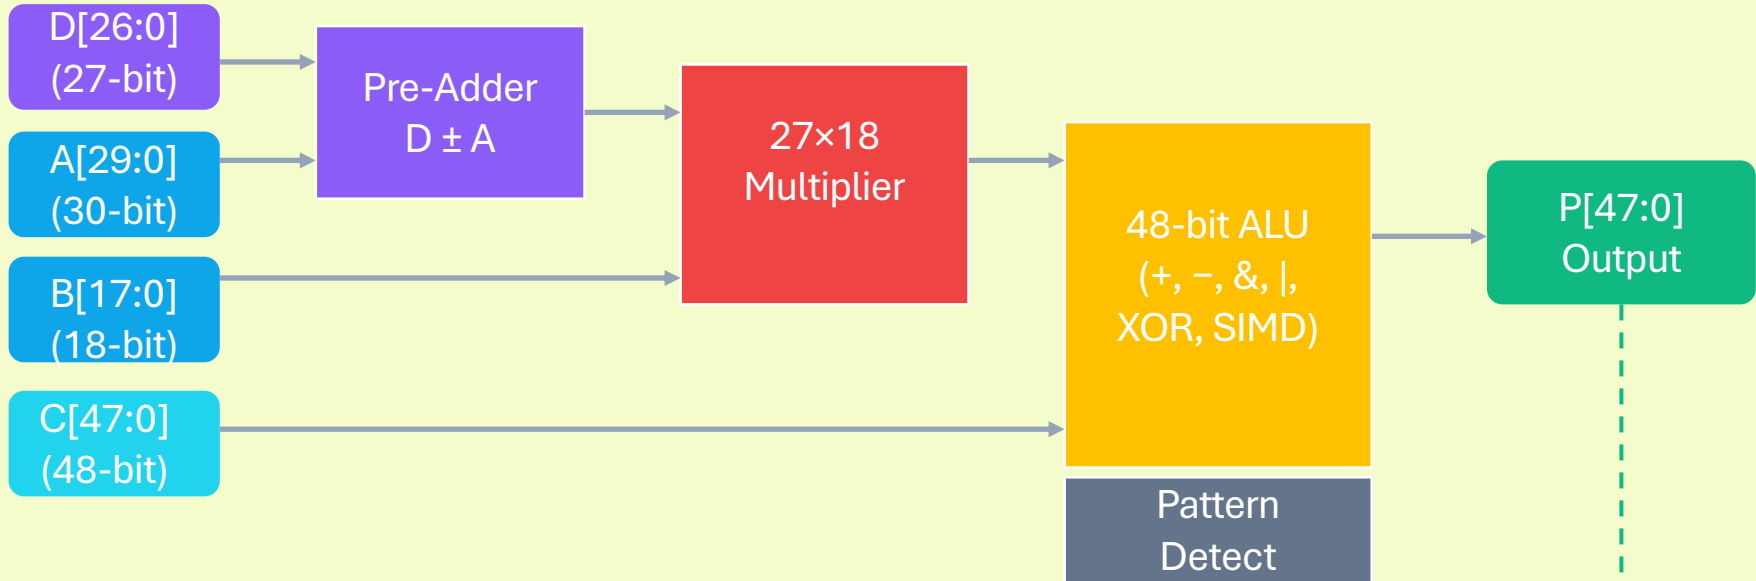 D[26:0]
(27-bit)
A[29:0]
(30-bit)
B[17:0]
(18-bit)
C[47:0]
(48-bit)
Pre-Adder
D ± A
27×18
Multiplier
48-bit ALU
(+, −, &, |,
XOR, SIMD)
Pattern
Detect
P[47:0]
Output